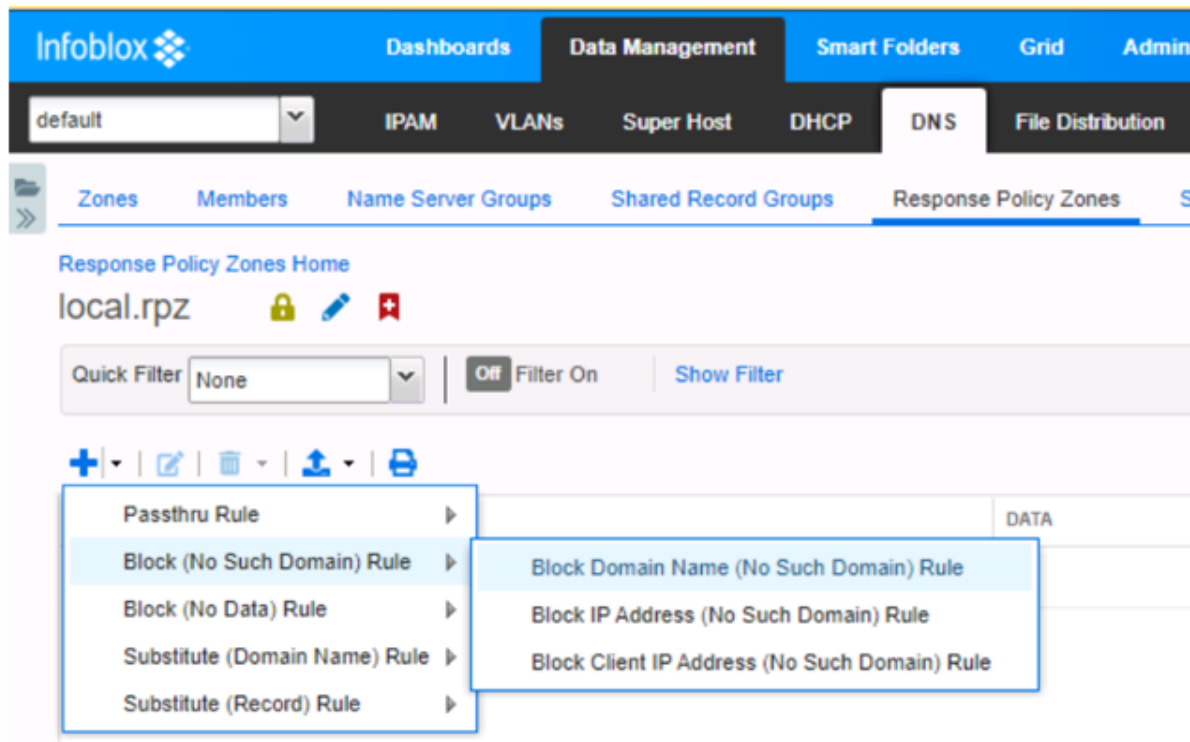 Infoblox Dashboards Data Management Smart Folders Grid Admin
default IPAM VLANs Super Host DHCP DNS File Distribution
Zones Members Name Server Groups Shared Record Groups Response Policy Zones S
Response Policy Zones Home
local.rpz
Quick Filter None Off Filter On Show Filter
Passthru Rule DATA
Block (No Such Domain) Rule Block Domain Name (No Such Domain) Rule
Block (No Data) Rule Block IP Address (No Such Domain) Rule
Substitute (Domain Name) Rule Block Client IP Address (No Such Domain) Rule
Substitute (Record) Rule